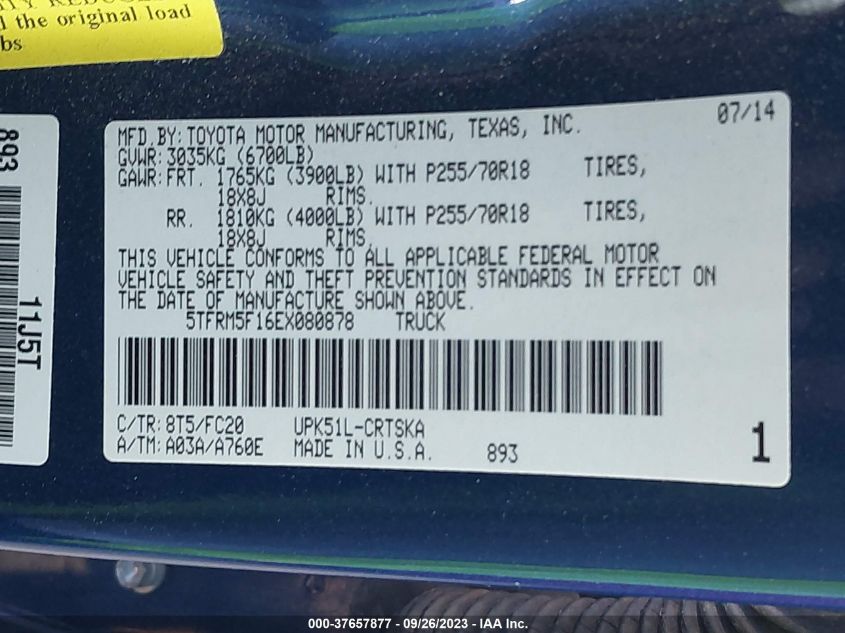 the original load
bs
893
11J5T
07/14
MFD.BY:TOYOTA MOTOR MANUFACTURING, TEXAS, INC.
GVWR:3035KG (6700LB)
GAWR:FRT. 1765KG (3900LB) WITH P255/70R18 TIRES,
18X8J RIMS.
RR. 1810KG (4000LB) WITH P255/70R18 TIRES,
18X8J RIMS.
THIS VEHICLE CONFORMS TO ALL APPLICABLE FEDERAL MOTOR
VEHICLE SAFETY AND THEFT PREVENTION STANDARDS IN EFFECT ON
THE DATE OF MANUFACTURE SHOWN ABOVE.
5TFRM5F16EX080878 TRUCK
C/TR:8T5/FC20 UPK51L-CRTSKA
A/TM:A03A/A760E MADE IN U.S.A. 893 1
000-37657877 - 09/26/2023 - IAA Inc.